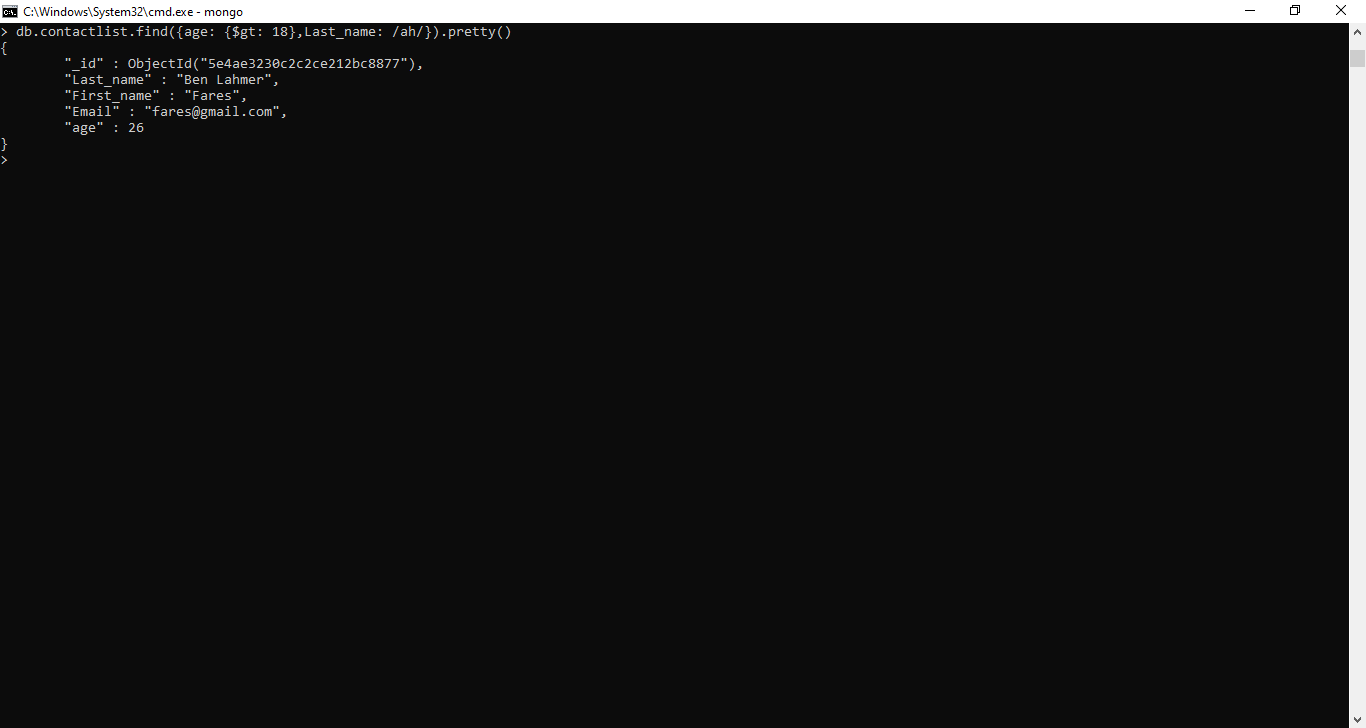 C:\Windows\System32\cmd.exe - mongo
> db.contactlist.find({age: {$gt: 18},Last_name: /ah/}).pretty()
{
        "_id" : ObjectId("5e4ae3230c2c2ce212bc8877"),
        "Last_name" : "Ben Lahmer",
        "First_name" : "Fares",
        "Email" : "fares@gmail.com",
        "age" : 26
}
>